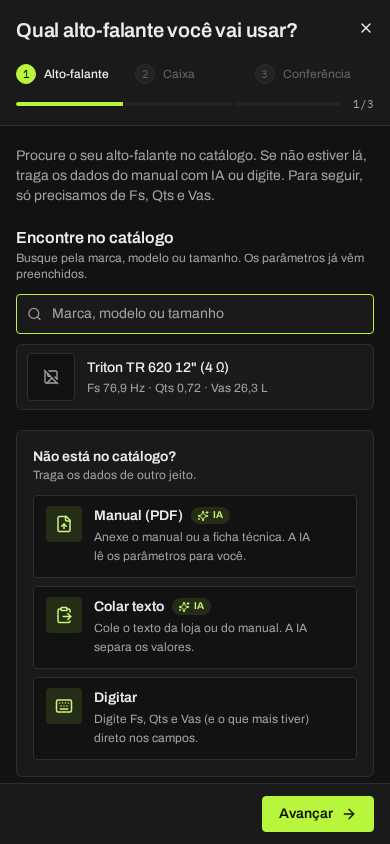 Qual alto-falante você vai usar?
1 Alto-falante 2 Caixa 3 Conferência
1/3
Procure o seu alto-falante no catálogo. Se não estiver lá,
traga os dados do manual com IA ou digite. Para seguir,
só precisamos de Fs, Qts e Vas.
Encontre no catálogo
Busque pela marca, modelo ou tamanho. Os parâmetros já vêm
preenchidos.
Marca, modelo ou tamanho
Triton TR 620 12" (4 Ω)
Fs 76,9 Hz · Qts 0,72 · Vas 26,3 L
Não está no catálogo?
Traga os dados de outro jeito.
Manual (PDF) IA
Anexe o manual ou a ficha técnica. A IA
lê os parâmetros para você.
Colar texto IA
Cole o texto da loja ou do manual. A IA
separa os valores.
Digitar
Digite Fs, Qts e Vas (e o que mais tiver)
direto nos campos.
Avançar